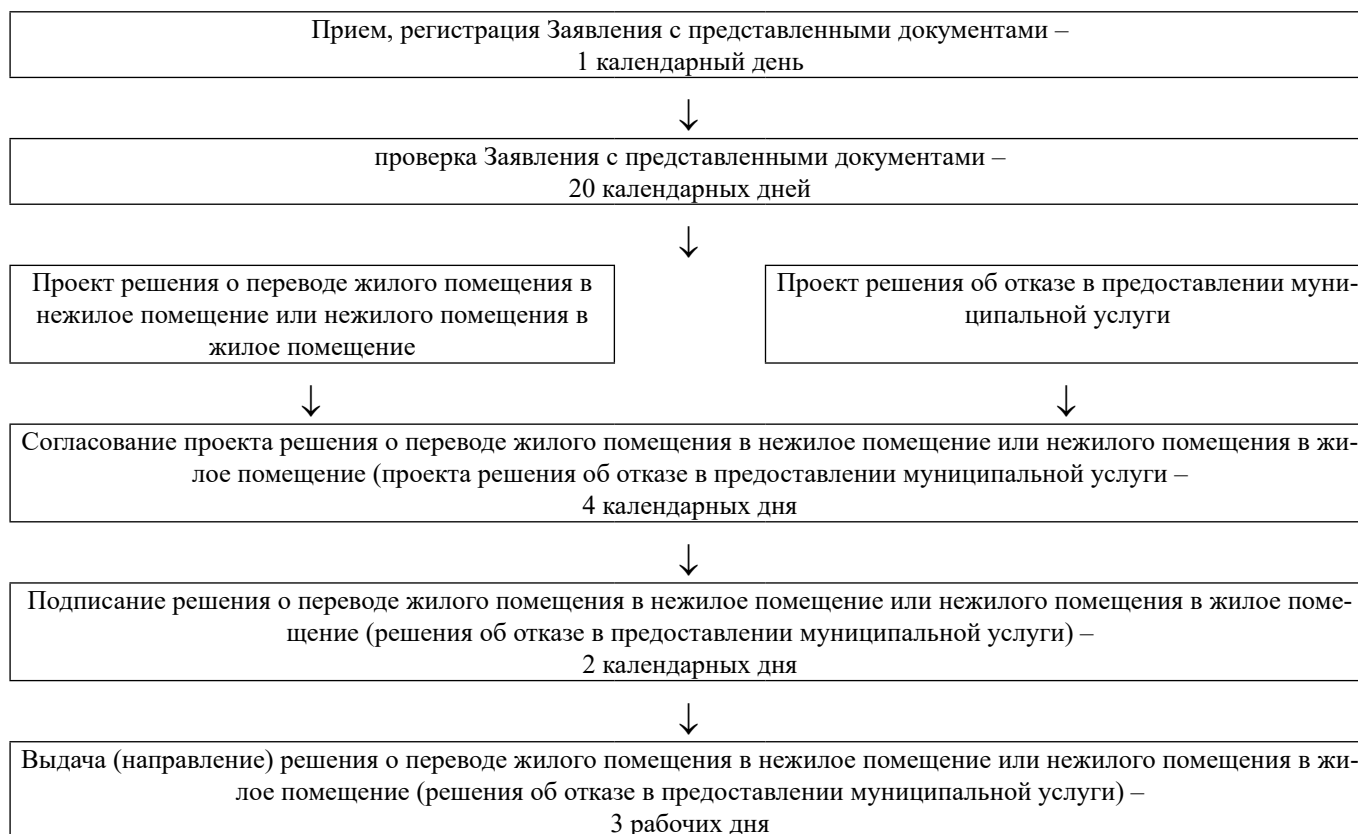 Прием, регистрация Заявления с представленными документами –
1 календарный день
↓
проверка Заявления с представленными документами –
20 календарных дней
↓
Проект решения о переводе жилого помещения в
нежилое помещение или нежилого помещения в
жилое помещение
Проект решения об отказе в предоставлении муни-
ципальной услуги
↓ ↓
Согласование проекта решения о переводе жилого помещения в нежилое помещение или нежилого помещения в жи-
лое помещение (проекта решения об отказе в предоставлении муниципальной услуги –
4 календарных дня
↓
Подписание решения о переводе жилого помещения в нежилое помещение или нежилого помещения в жилое поме-
щение (решения об отказе в предоставлении муниципальной услуги) –
2 календарных дня
↓
Выдача (направление) решения о переводе жилого помещения в нежилое помещение или нежилого помещения в жи-
лое помещение (решения об отказе в предоставлении муниципальной услуги) –
3 рабочих дня